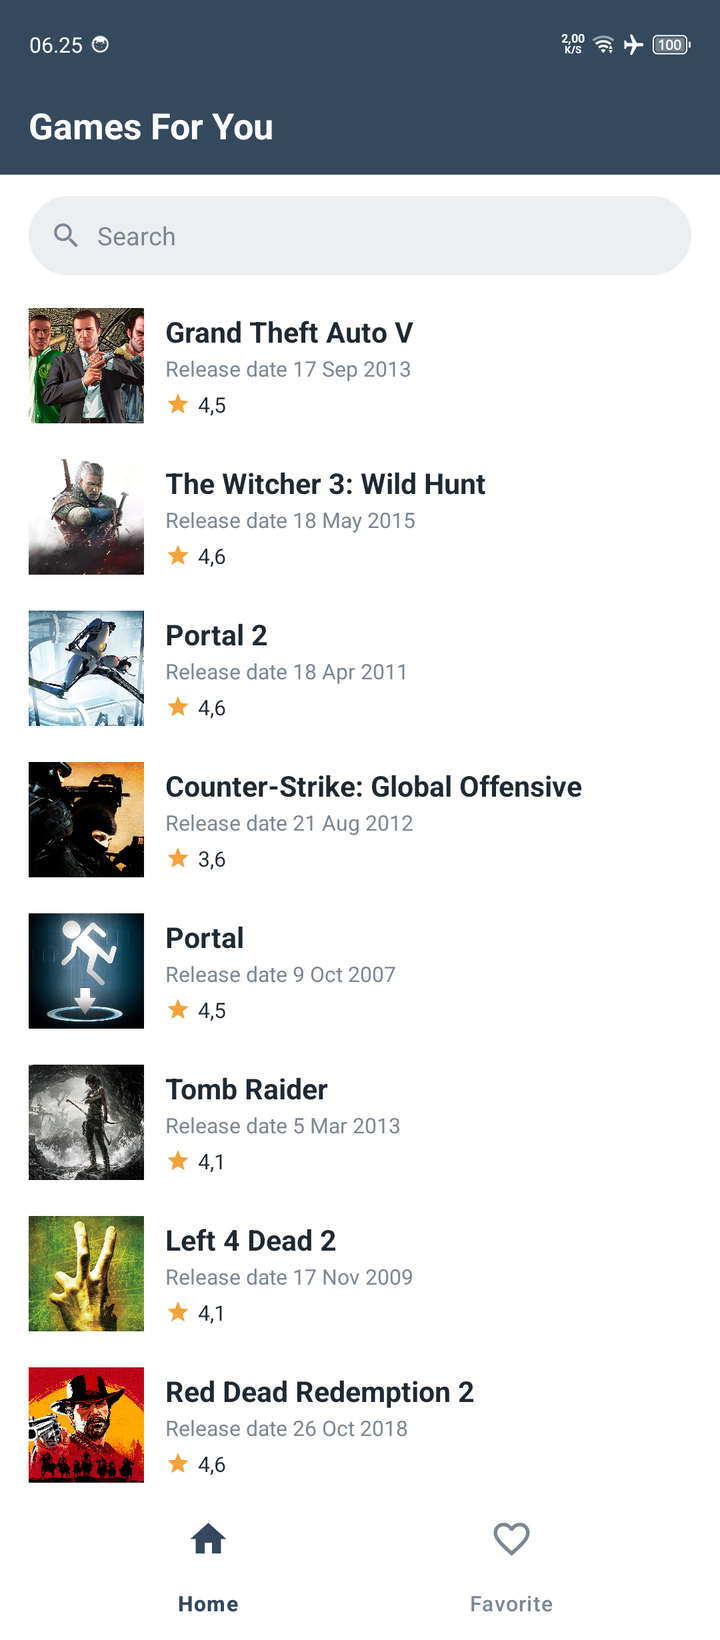 06.25
2,00
K/S
100
Games For You
Search
Grand Theft Auto V
Release date 17 Sep 2013
4,5
The Witcher 3: Wild Hunt
Release date 18 May 2015
4,6
Portal 2
Release date 18 Apr 2011
4,6
Counter-Strike: Global Offensive
Release date 21 Aug 2012
3,6
Portal
Release date 9 Oct 2007
4,5
Tomb Raider
Release date 5 Mar 2013
4,1
Left 4 Dead 2
Release date 17 Nov 2009
4,1
Red Dead Redemption 2
Release date 26 Oct 2018
4,6
Home
Favorite